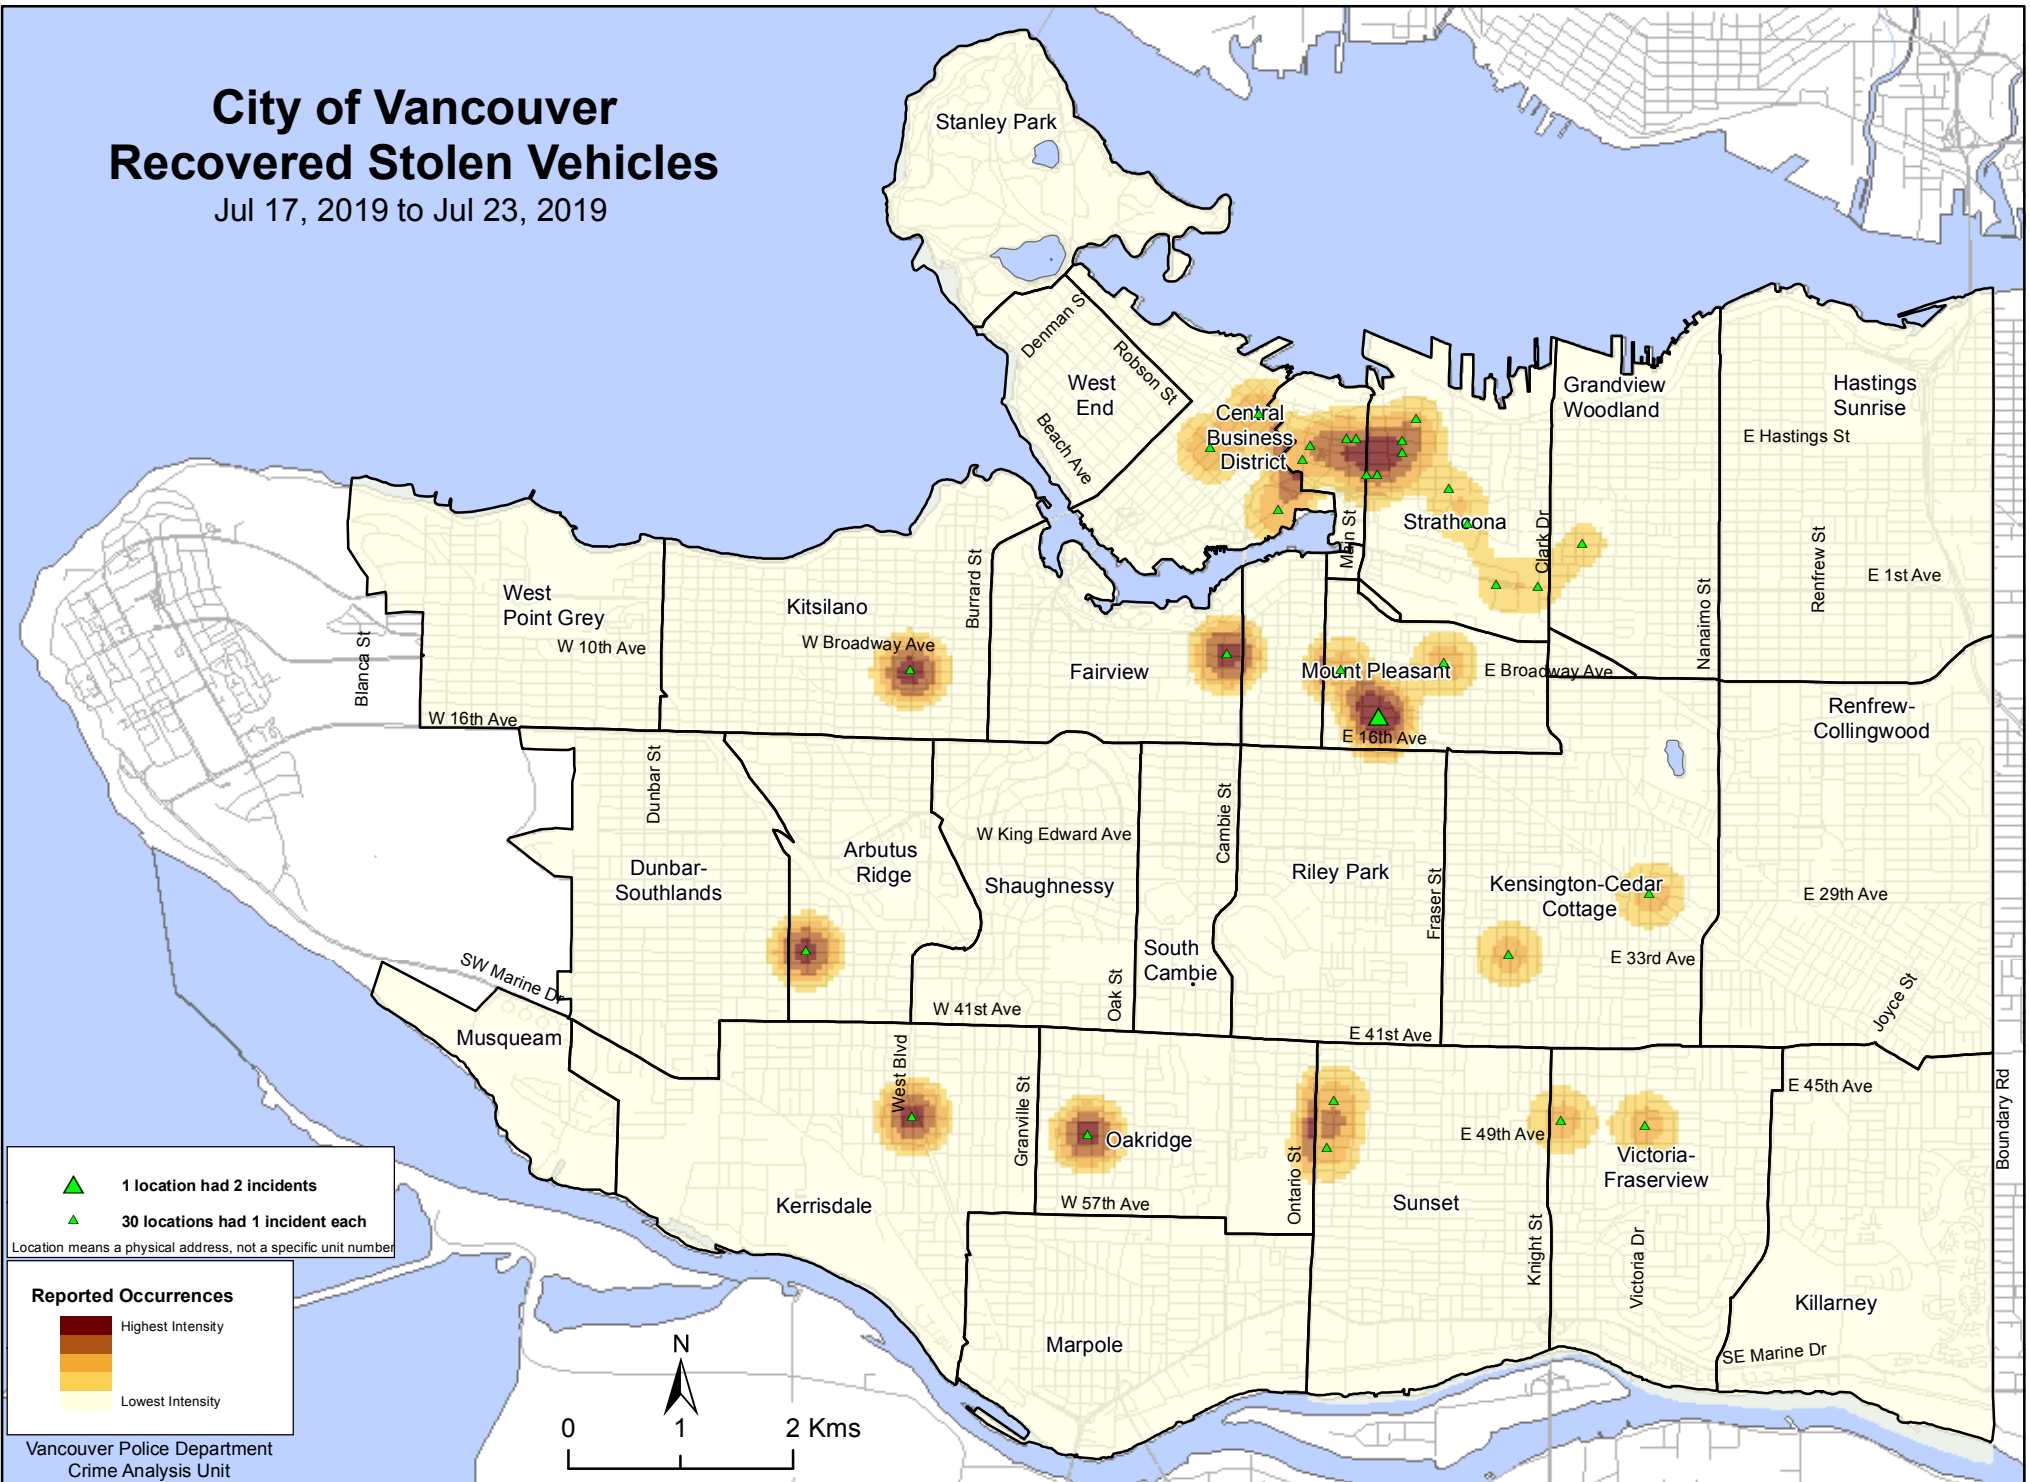 City of Vancouver
Recovered Stolen Vehicles
Jul 17, 2019 to Jul 23, 2019
Stanley Park
Denman S
Robson St
West
End
Beach Ave
Central
Business
District
Grandview
Woodland
Hastings
Sunrise
E Hastings St
Strathcona
Main St
Clark Dr
Renfrew St
E 1st Ave
Nanaimo St
West
Point Grey
W 10th Ave
Blanca St
W 16th Ave
Kitsilano
W Broadway Ave
Burrard St
Fairview
Mount Pleasant
E Broadway Ave
E 16th Ave
Renfrew-
Collingwood
Dunbar St
Dunbar-
Southlands
Arbutus
Ridge
W King Edward Ave
Shaughnessy
Cambie St
Riley Park
Fraser St
Kensington-Cedar
Cottage
E 29th Ave
E 33rd Ave
South
Cambie
Oak St
W 41st Ave
E 41st Ave
Joyce St
SW Marine Dr
Musqueam
West Blvd
Granville St
Oakridge
W 57th Ave
Kerrisdale
Ontario St
E 49th Ave
Sunset
Knight St
Victoria-
Fraserview
Victoria Dr
E 45th Ave
Boundary Rd
Killarney
SE Marine Dr
Marpole
1 location had 2 incidents
30 locations had 1 incident each
Location means a physical address, not a specific unit number
Reported Occurrences
Highest Intensity
Lowest Intensity
Vancouver Police Department
Crime Analysis Unit
N
0 1 2 Kms